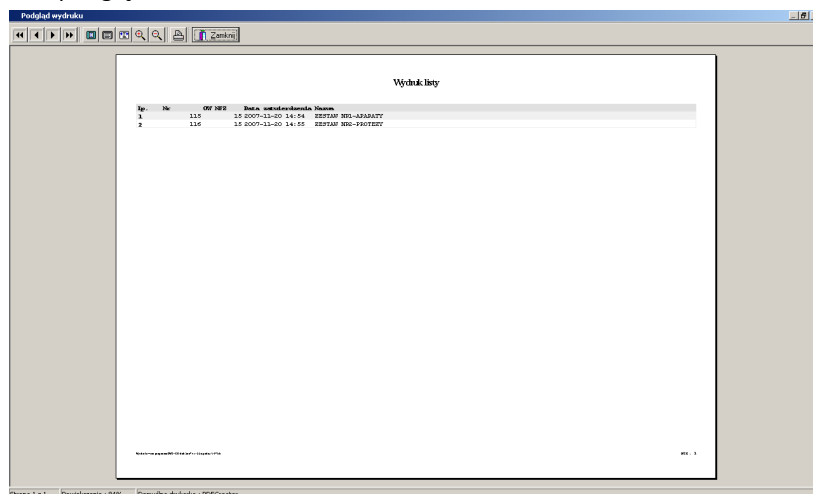 Podgląd wydruku
Zamknij
Wydruk listy
Lp. Nr OW NFZ Data zatwierdzenia Nazwa
1 115 15 2007-11-20 14:54 ZESTAW NR1-APARATY
2 116 15 2007-11-20 14:55 ZESTAW NR2-PROTEZY